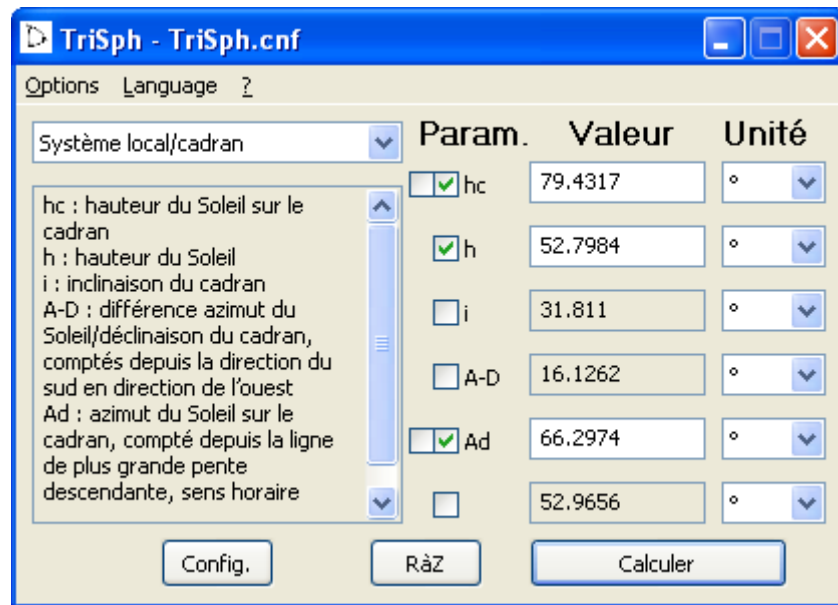 TriSph - TriSph.cnf
Options Language ?
Système local/cadran
hc : hauteur du Soleil sur le
cadran
h : hauteur du Soleil
i : inclinaison du cadran
A-D : différence azimut du
Soleil/déclinaison du cadran,
comptés depuis la direction du
sud en direction de l'ouest
Ad : azimut du Soleil sur le
cadran, compté depuis la ligne
de plus grande pente
descendante, sens horaire
Param. Valeur Unité
hc 79.4317 °
h 52.7984 °
i 31.811 °
A-D 16.1262 °
Ad 66.2974 °
52.9656 °
Config. RàZ Calculer